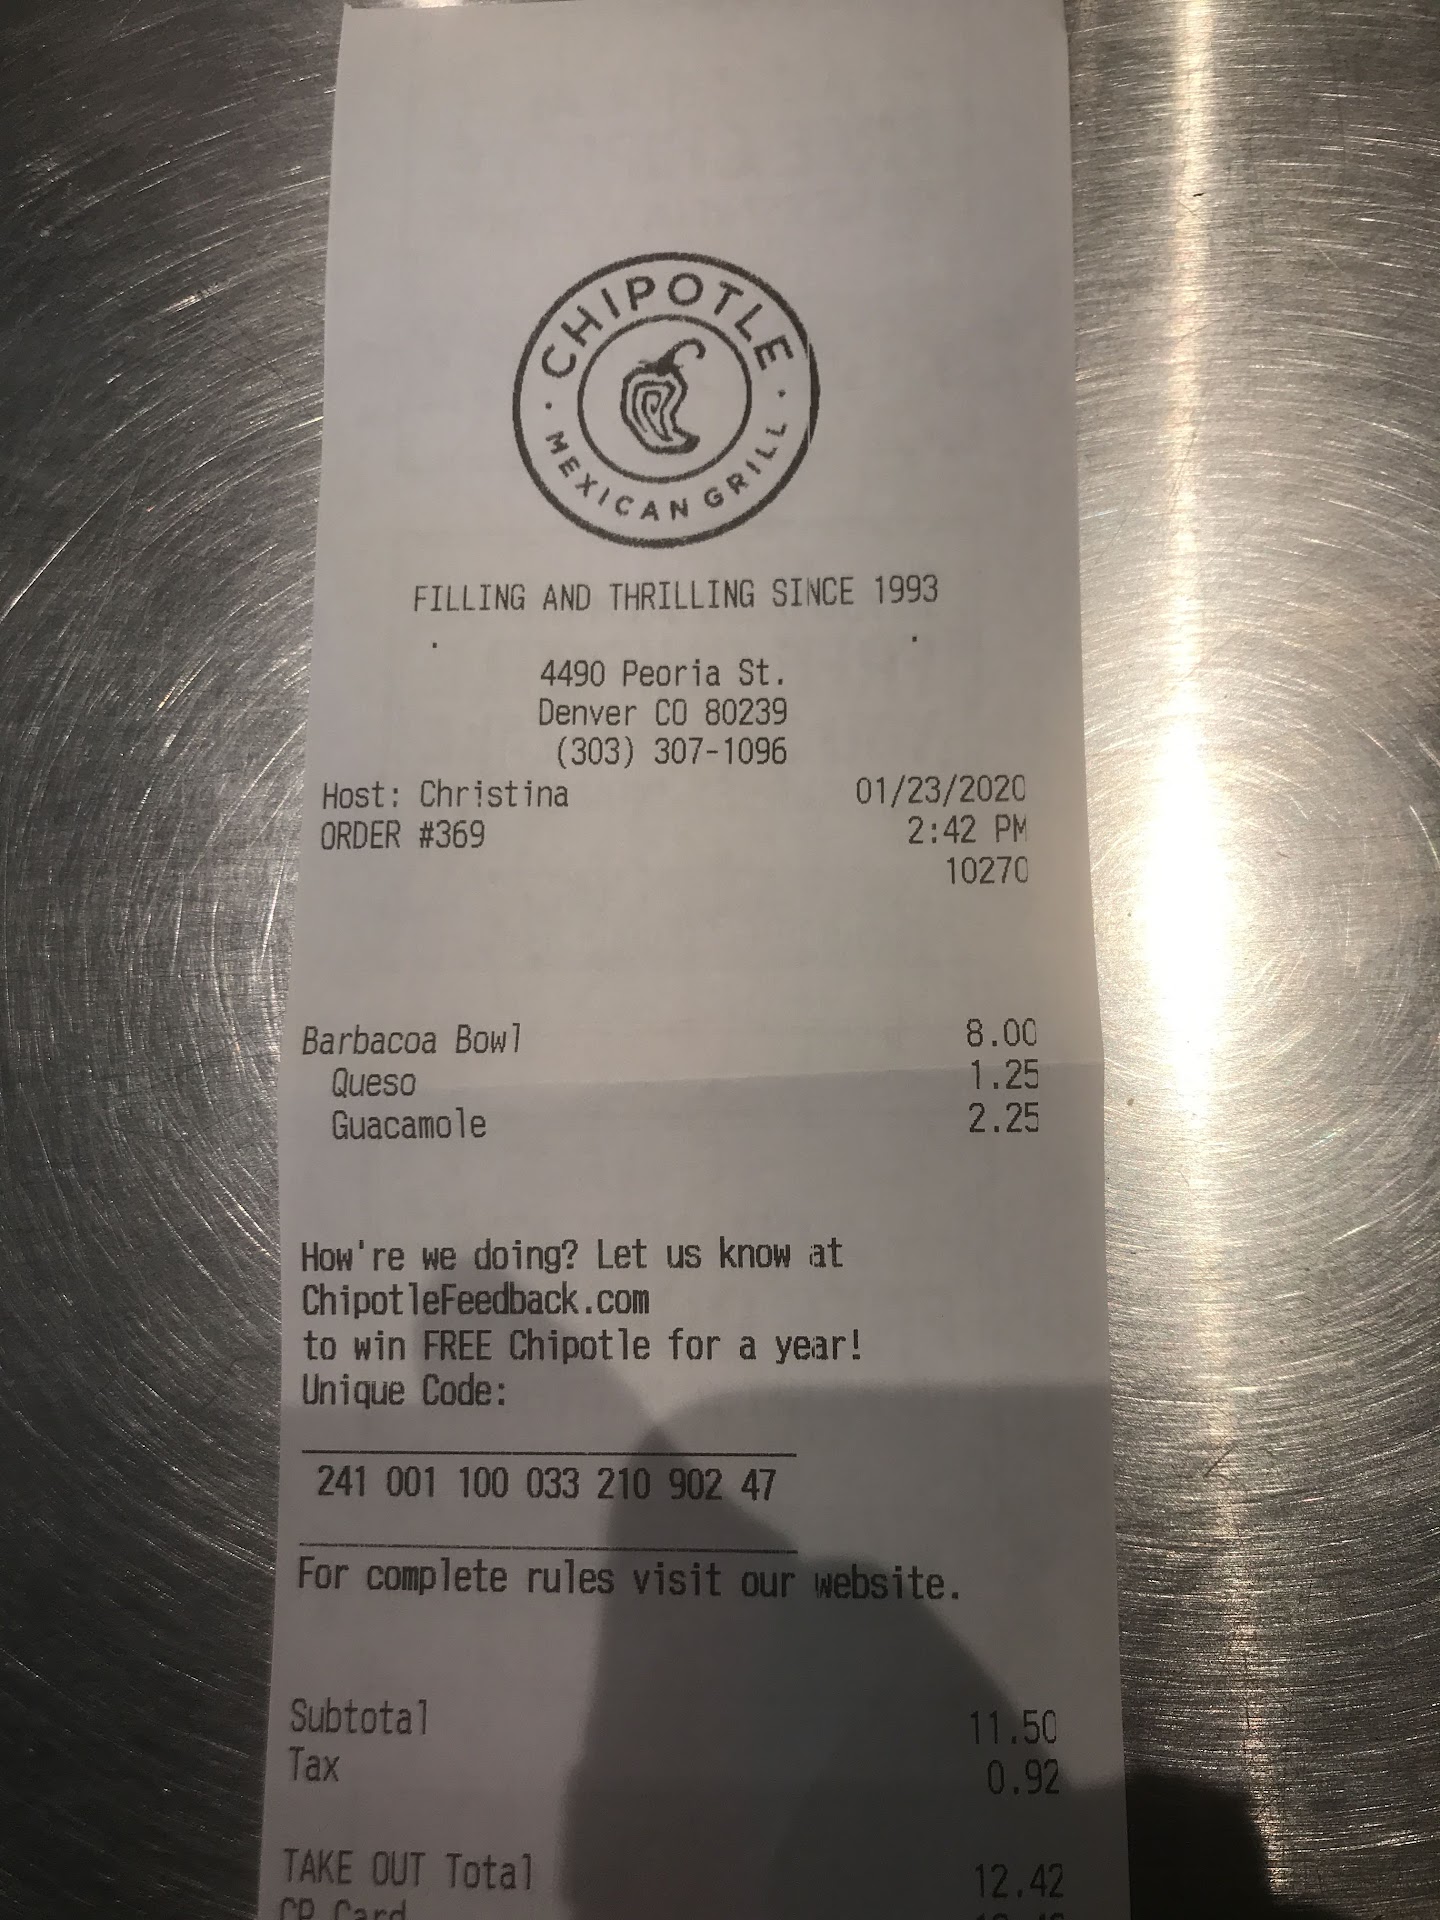 CHIPOTLE
MEXICAN GRILL
FILLING AND THRILLING SINCE 1993
4490 Peoria St.
Denver CO 80239
(303) 307-1096
Host: Christina 01/23/2020
ORDER #369 2:42 PM
10270
Barbacoa Bowl 8.00
Queso 1.25
Guacamole 2.25
How're we doing? Let us know at
ChipotleFeedback.com
to win FREE Chipotle for a year!
Unique Code:
241 001 100 033 210 902 47
For complete rules visit our website.
Subtotal 11.50
Tax 0.92
TAKE OUT Total 12.42
CP Card